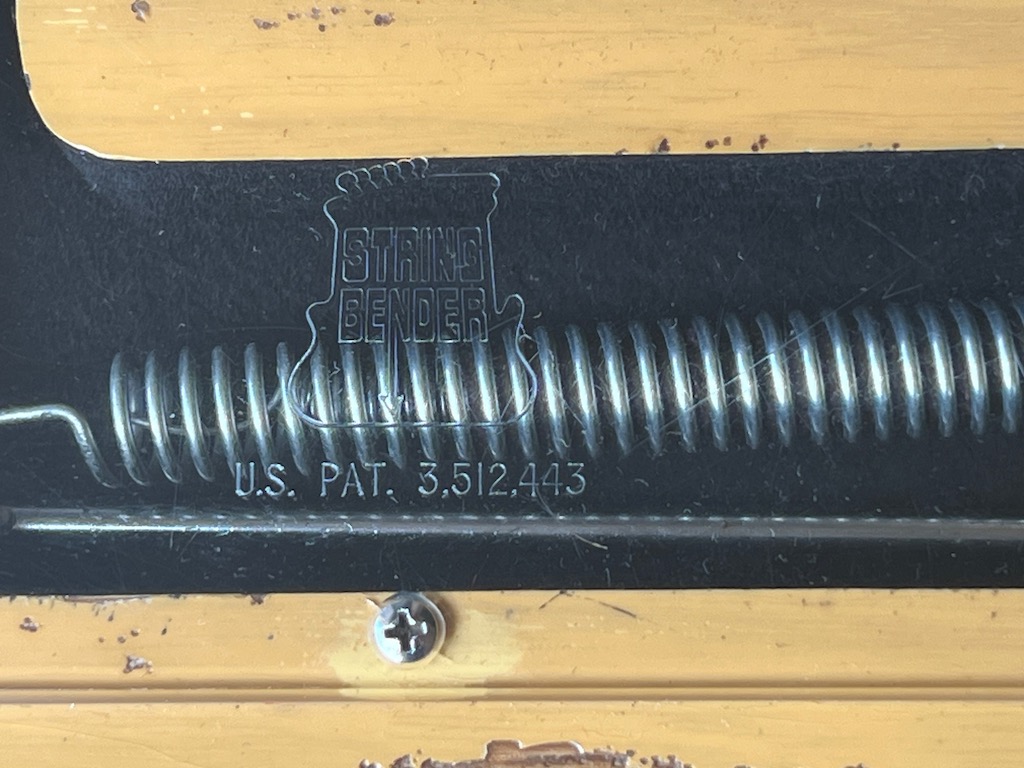 STRING
BENDER
U.S. PAT. 3,512,443